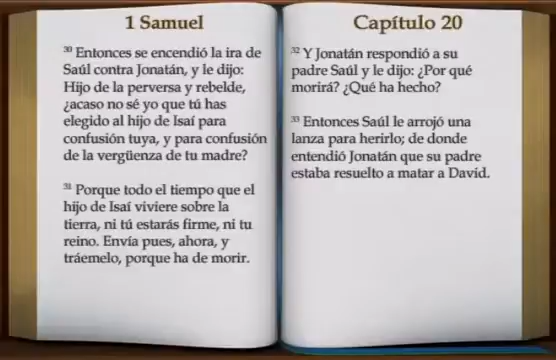 1 Samuel
³⁰ Entonces se encendió la ira de
Saúl contra Jonatán, y le dijo:
Hijo de la perversa y rebelde,
¿acaso no sé yo que tú has
elegido al hijo de Isaí para
confusión tuya, y para confusión
de la vergüenza de tu madre?
³¹ Porque todo el tiempo que el
hijo de Isaí viviere sobre la
tierra, ni tú estarás firme, ni tu
reino. Envía pues, ahora, y
tráemelo, porque ha de morir.
Capítulo 20
³² Y Jonatán respondió a su
padre Saúl y le dijo: ¿Por qué
morirá? ¿Qué ha hecho?
³³ Entonces Saúl le arrojó una
lanza para herirlo; de donde
entendió Jonatán que su padre
estaba resuelto a matar a David.